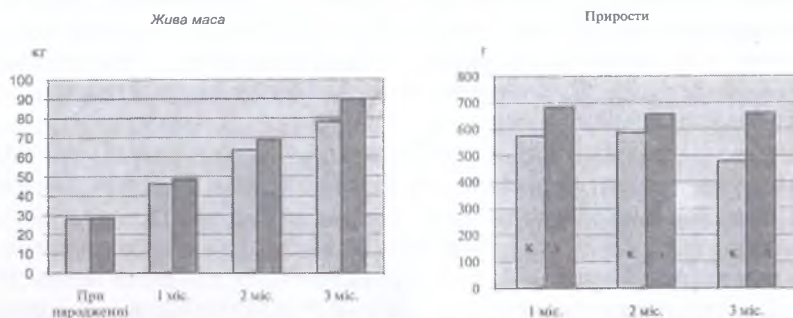 Жива маса
кг
100
90
80
70
60
50
40
30
20
10
0
При народженні
1 міс.
2 міс.
3 міс.
Прирости
г
800
700
600
500
400
300
200
100
0
к
к
к
1 міс.
2 міс.
3 міс.